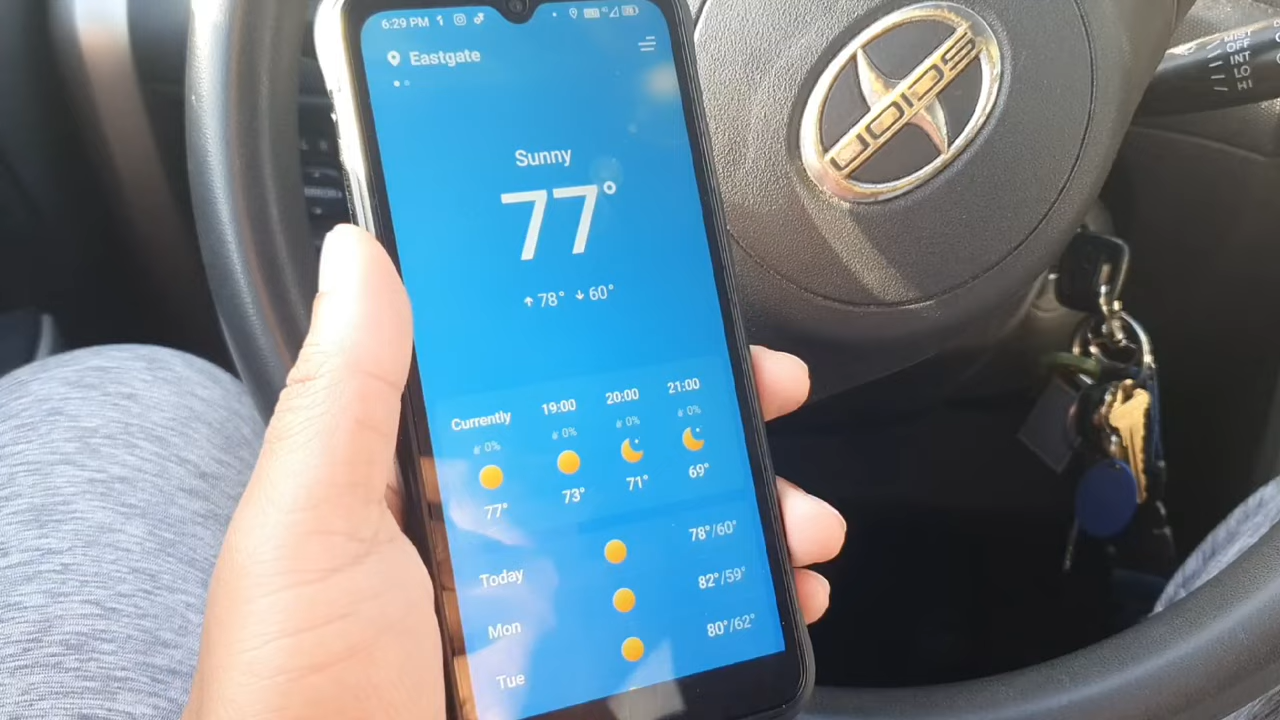 6:29 PM
Eastgate
Sunny
77°
78° 60°
Currently 19:00 20:00 21:00
0% 0% 0% 0%
77° 73° 71° 69°
Today 78°/60°
Mon 82°/59°
Tue 80°/62°
SCION
MIST
OFF
INT
LO
HI